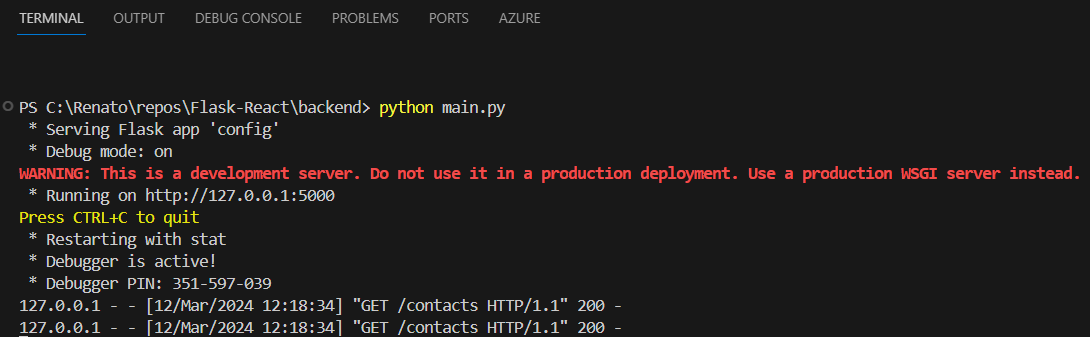 TERMINAL OUTPUT DEBUG CONSOLE PROBLEMS PORTS AZURE
PS C:\Renato\repos\Flask-React\backend> python main.py
 * Serving Flask app 'config'
 * Debug mode: on
WARNING: This is a development server. Do not use it in a production deployment. Use a production WSGI server instead.
 * Running on http://127.0.0.1:5000
Press CTRL+C to quit
 * Restarting with stat
 * Debugger is active!
 * Debugger PIN: 351-597-039
127.0.0.1 - - [12/Mar/2024 12:18:34] "GET /contacts HTTP/1.1" 200 -
127.0.0.1 - - [12/Mar/2024 12:18:34] "GET /contacts HTTP/1.1" 200 -